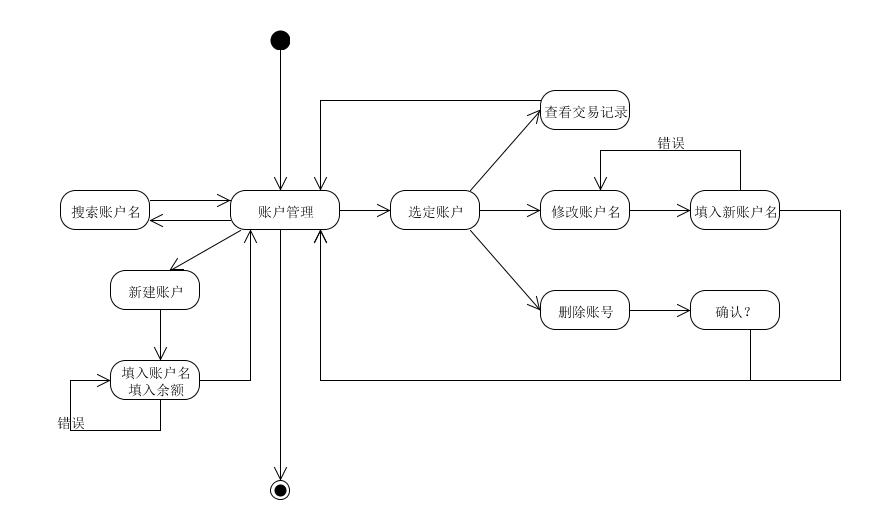 查看交易记录
错误
搜索账户名
账户管理
选定账户
修改账户名
填入新账户名
新建账户
删除账号
确认?
填入账户名
填入余额
错误